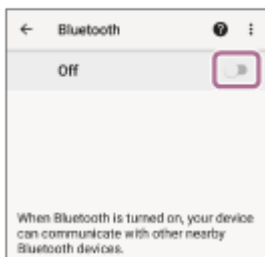 Bluetooth
Off
When Bluetooth is turned on, your device
can communicate with other nearby
Bluetooth devices.